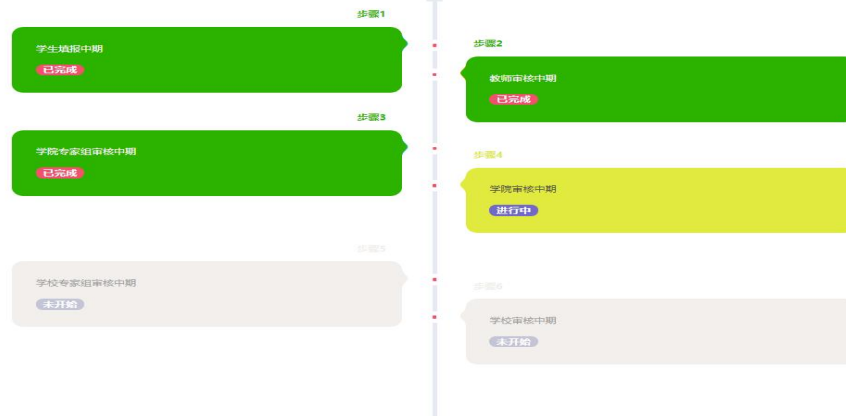 步骤1
学生填报中期
已完成
步骤2
教师审核中期
已完成
步骤3
学院专家组审核中期
已完成
步骤4
学院审核中期
进行中
步骤5
学校专家组审核中期
未开始
步骤6
学校审核中期
未开始